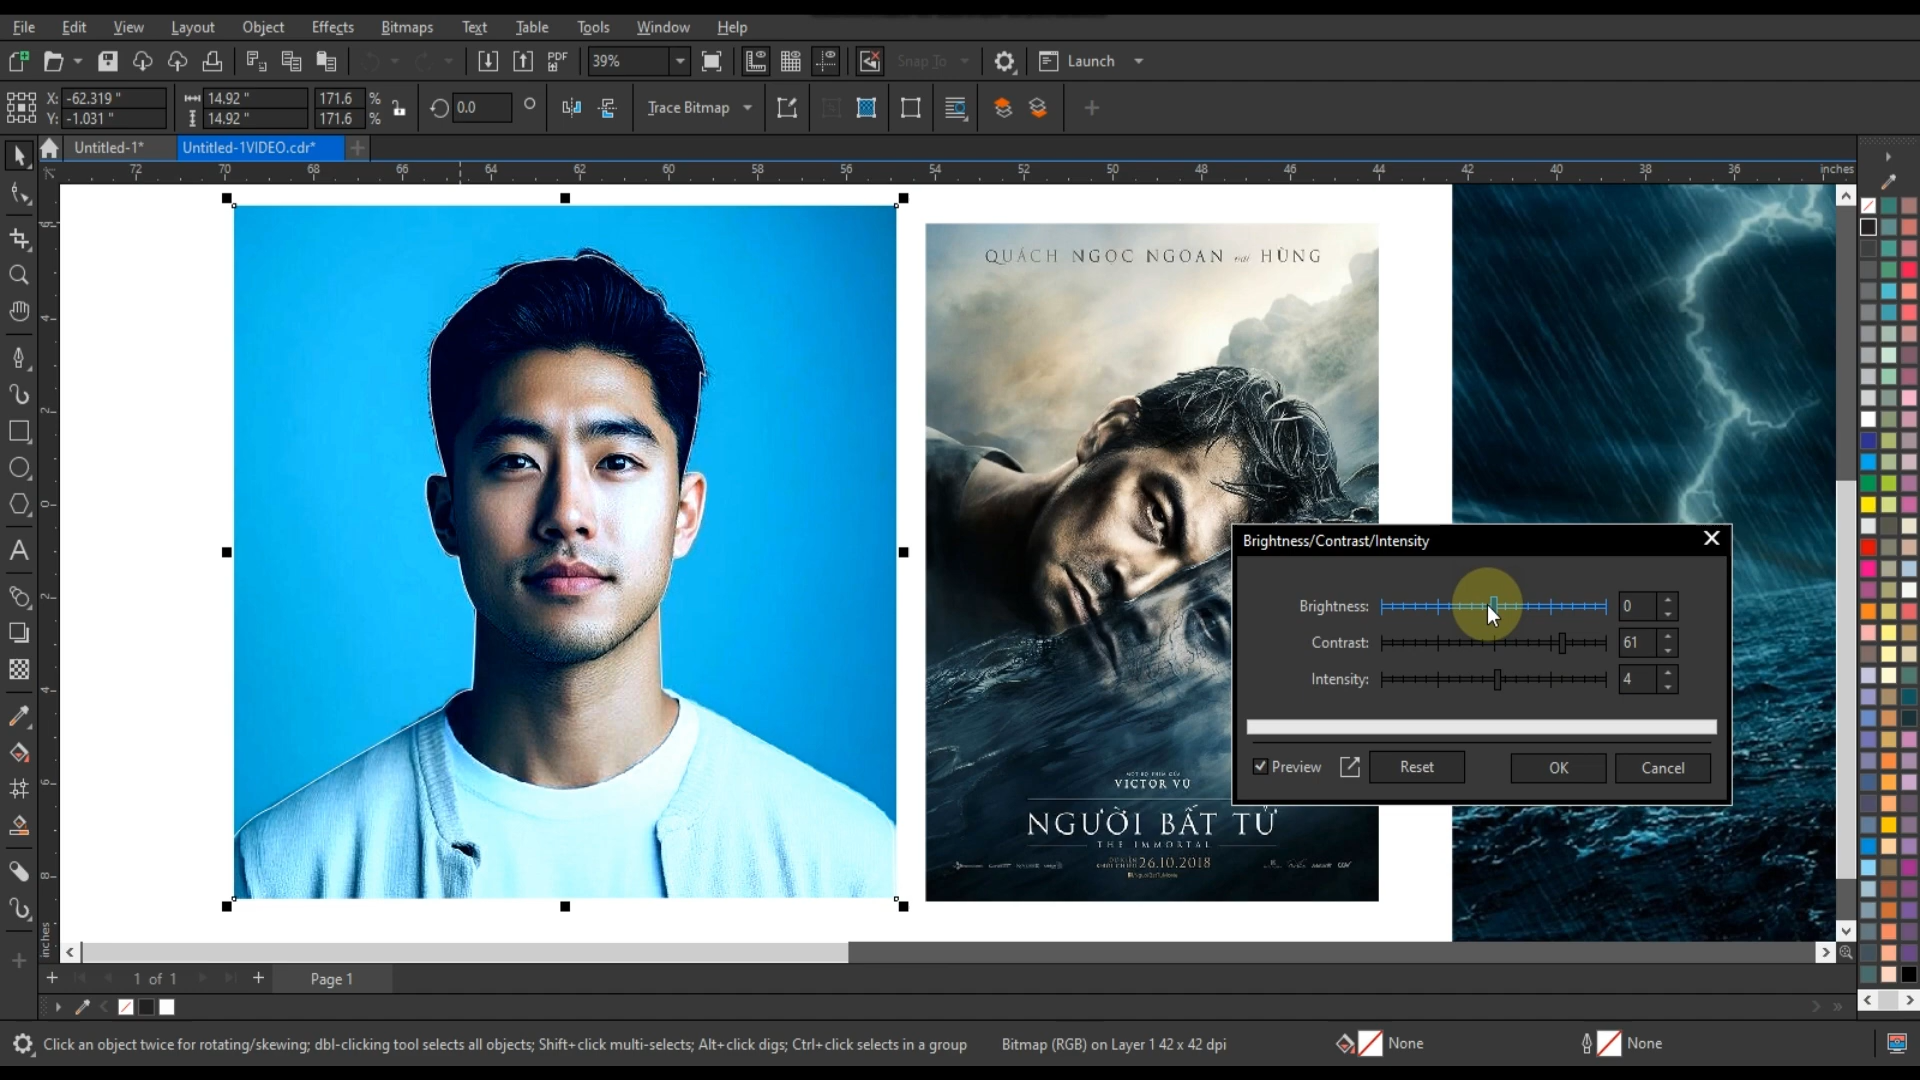 File Edit View Layout Object Effects Bitmaps Text Table Tools Window Help
PDF 39% Snap To Launch
X: -62.319 " 14.92 " 171.6 % 0.0 Trace Bitmap
Y: -1.031 " 14.92 " 171.6 %
Untitled-1* Untitled-1VIDEO.cdr*
72 70 68 66 64 62 60 58 56 54 52 50 48 46 44 42 40 38 36 inches
QUÁCH NGỌC NGOẠN vai HÙNG
Brightness/Contrast/Intensity
Brightness: 0
Contrast: 61
Intensity: 4
Preview Reset OK Cancel
VICTOR VŨ
NGƯỜI BẤT TỬ
THE IMMORTAL
26.10.2018
inches
1 of 1 Page 1
Click an object twice for rotating/skewing; dbl-clicking tool selects all objects; Shift+click multi-selects; Alt+click digs; Ctrl+click selects in a group Bitmap (RGB) on Layer 1 42 x 42 dpi None None